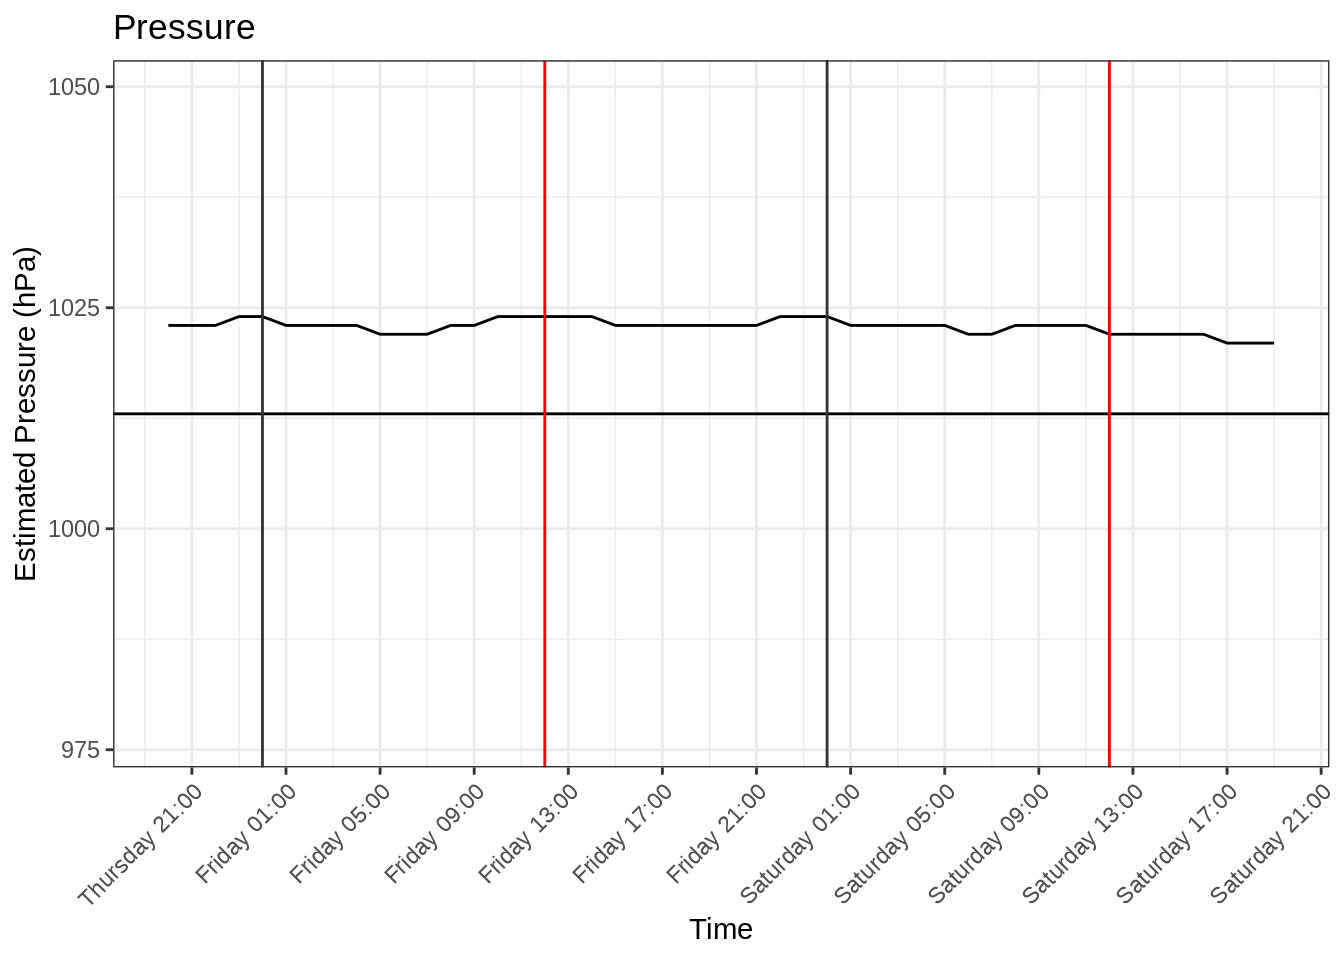 Pressure
Estimated Pressure (hPa)
1050
1025
1000
975
Thursday 21:00
Friday 01:00
Friday 05:00
Friday 09:00
Friday 13:00
Friday 17:00
Friday 21:00
Saturday 01:00
Saturday 05:00
Saturday 09:00
Saturday 13:00
Saturday 17:00
Saturday 21:00
Time